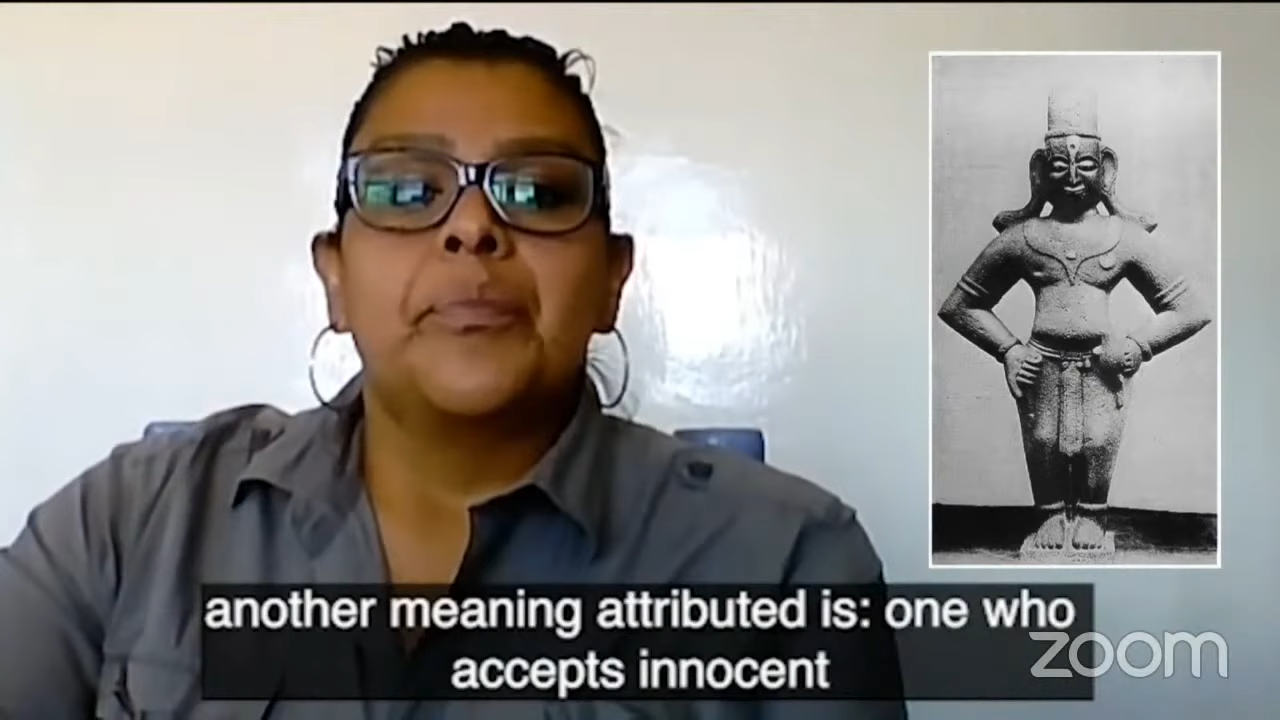 another meaning attributed is: one who
accepts innocent
zoom